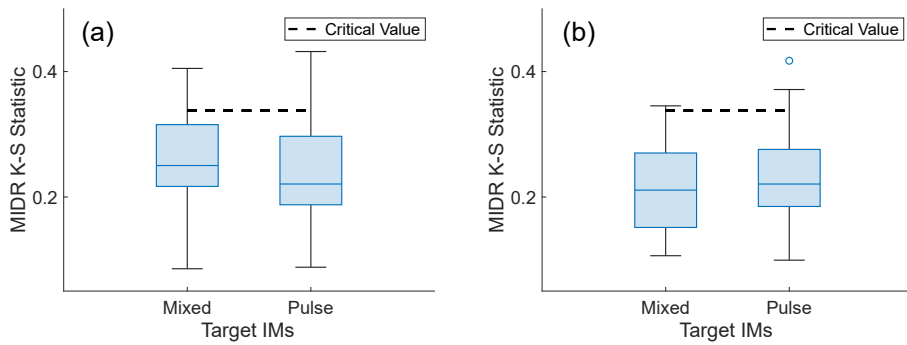 (a)
Critical Value
MIDR K-S Statistic
0.4
0.2
Mixed
Pulse
Target IMs
(b)
Critical Value
MIDR K-S Statistic
0.4
0.2
Mixed
Pulse
Target IMs